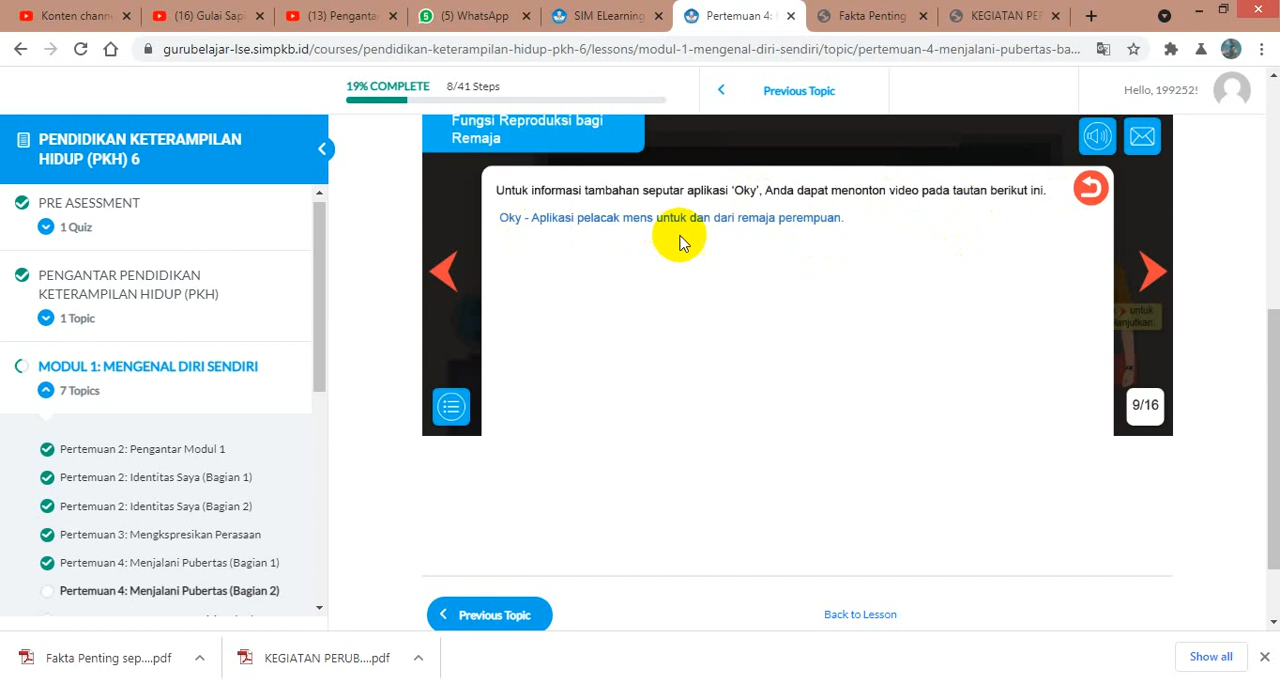 Konten channe
(16) Gulai Sap
(13) Pengantar
(5) WhatsApp
SIM ELearning
Pertemuan 4:
Fakta Penting
KEGIATAN PER
gurubelajar-lse.simpkb.id/courses/pendidikan-keterampilan-hidup-pkh-6/lessons/modul-1-mengenal-diri-sendiri/topic/pertemuan-4-menjalani-pubertas-ba...
19% COMPLETE 8/41 Steps
Previous Topic
Hello, 199252!
PENDIDIKAN KETERAMPILAN
HIDUP (PKH) 6
PRE ASESSMENT
1 Quiz
PENGANTAR PENDIDIKAN
KETERAMPILAN HIDUP (PKH)
1 Topic
MODUL 1: MENGENAL DIRI SENDIRI
7 Topics
Pertemuan 2: Pengantar Modul 1
Pertemuan 2: Identitas Saya (Bagian 1)
Pertemuan 2: Identitas Saya (Bagian 2)
Pertemuan 3: Mengkspresikan Perasaan
Pertemuan 4: Menjalani Pubertas (Bagian 1)
Pertemuan 4: Menjalani Pubertas (Bagian 2)
Fungsi Reproduksi bagi
Remaja
Untuk informasi tambahan seputar aplikasi ‘Oky’, Anda dapat menonton video pada tautan berikut ini.
Oky - Aplikasi pelacak mens untuk dan dari remaja perempuan.
untuk
9/16
Previous Topic
Back to Lesson
Fakta Penting sep....pdf
KEGIATAN PERUB....pdf
Show all